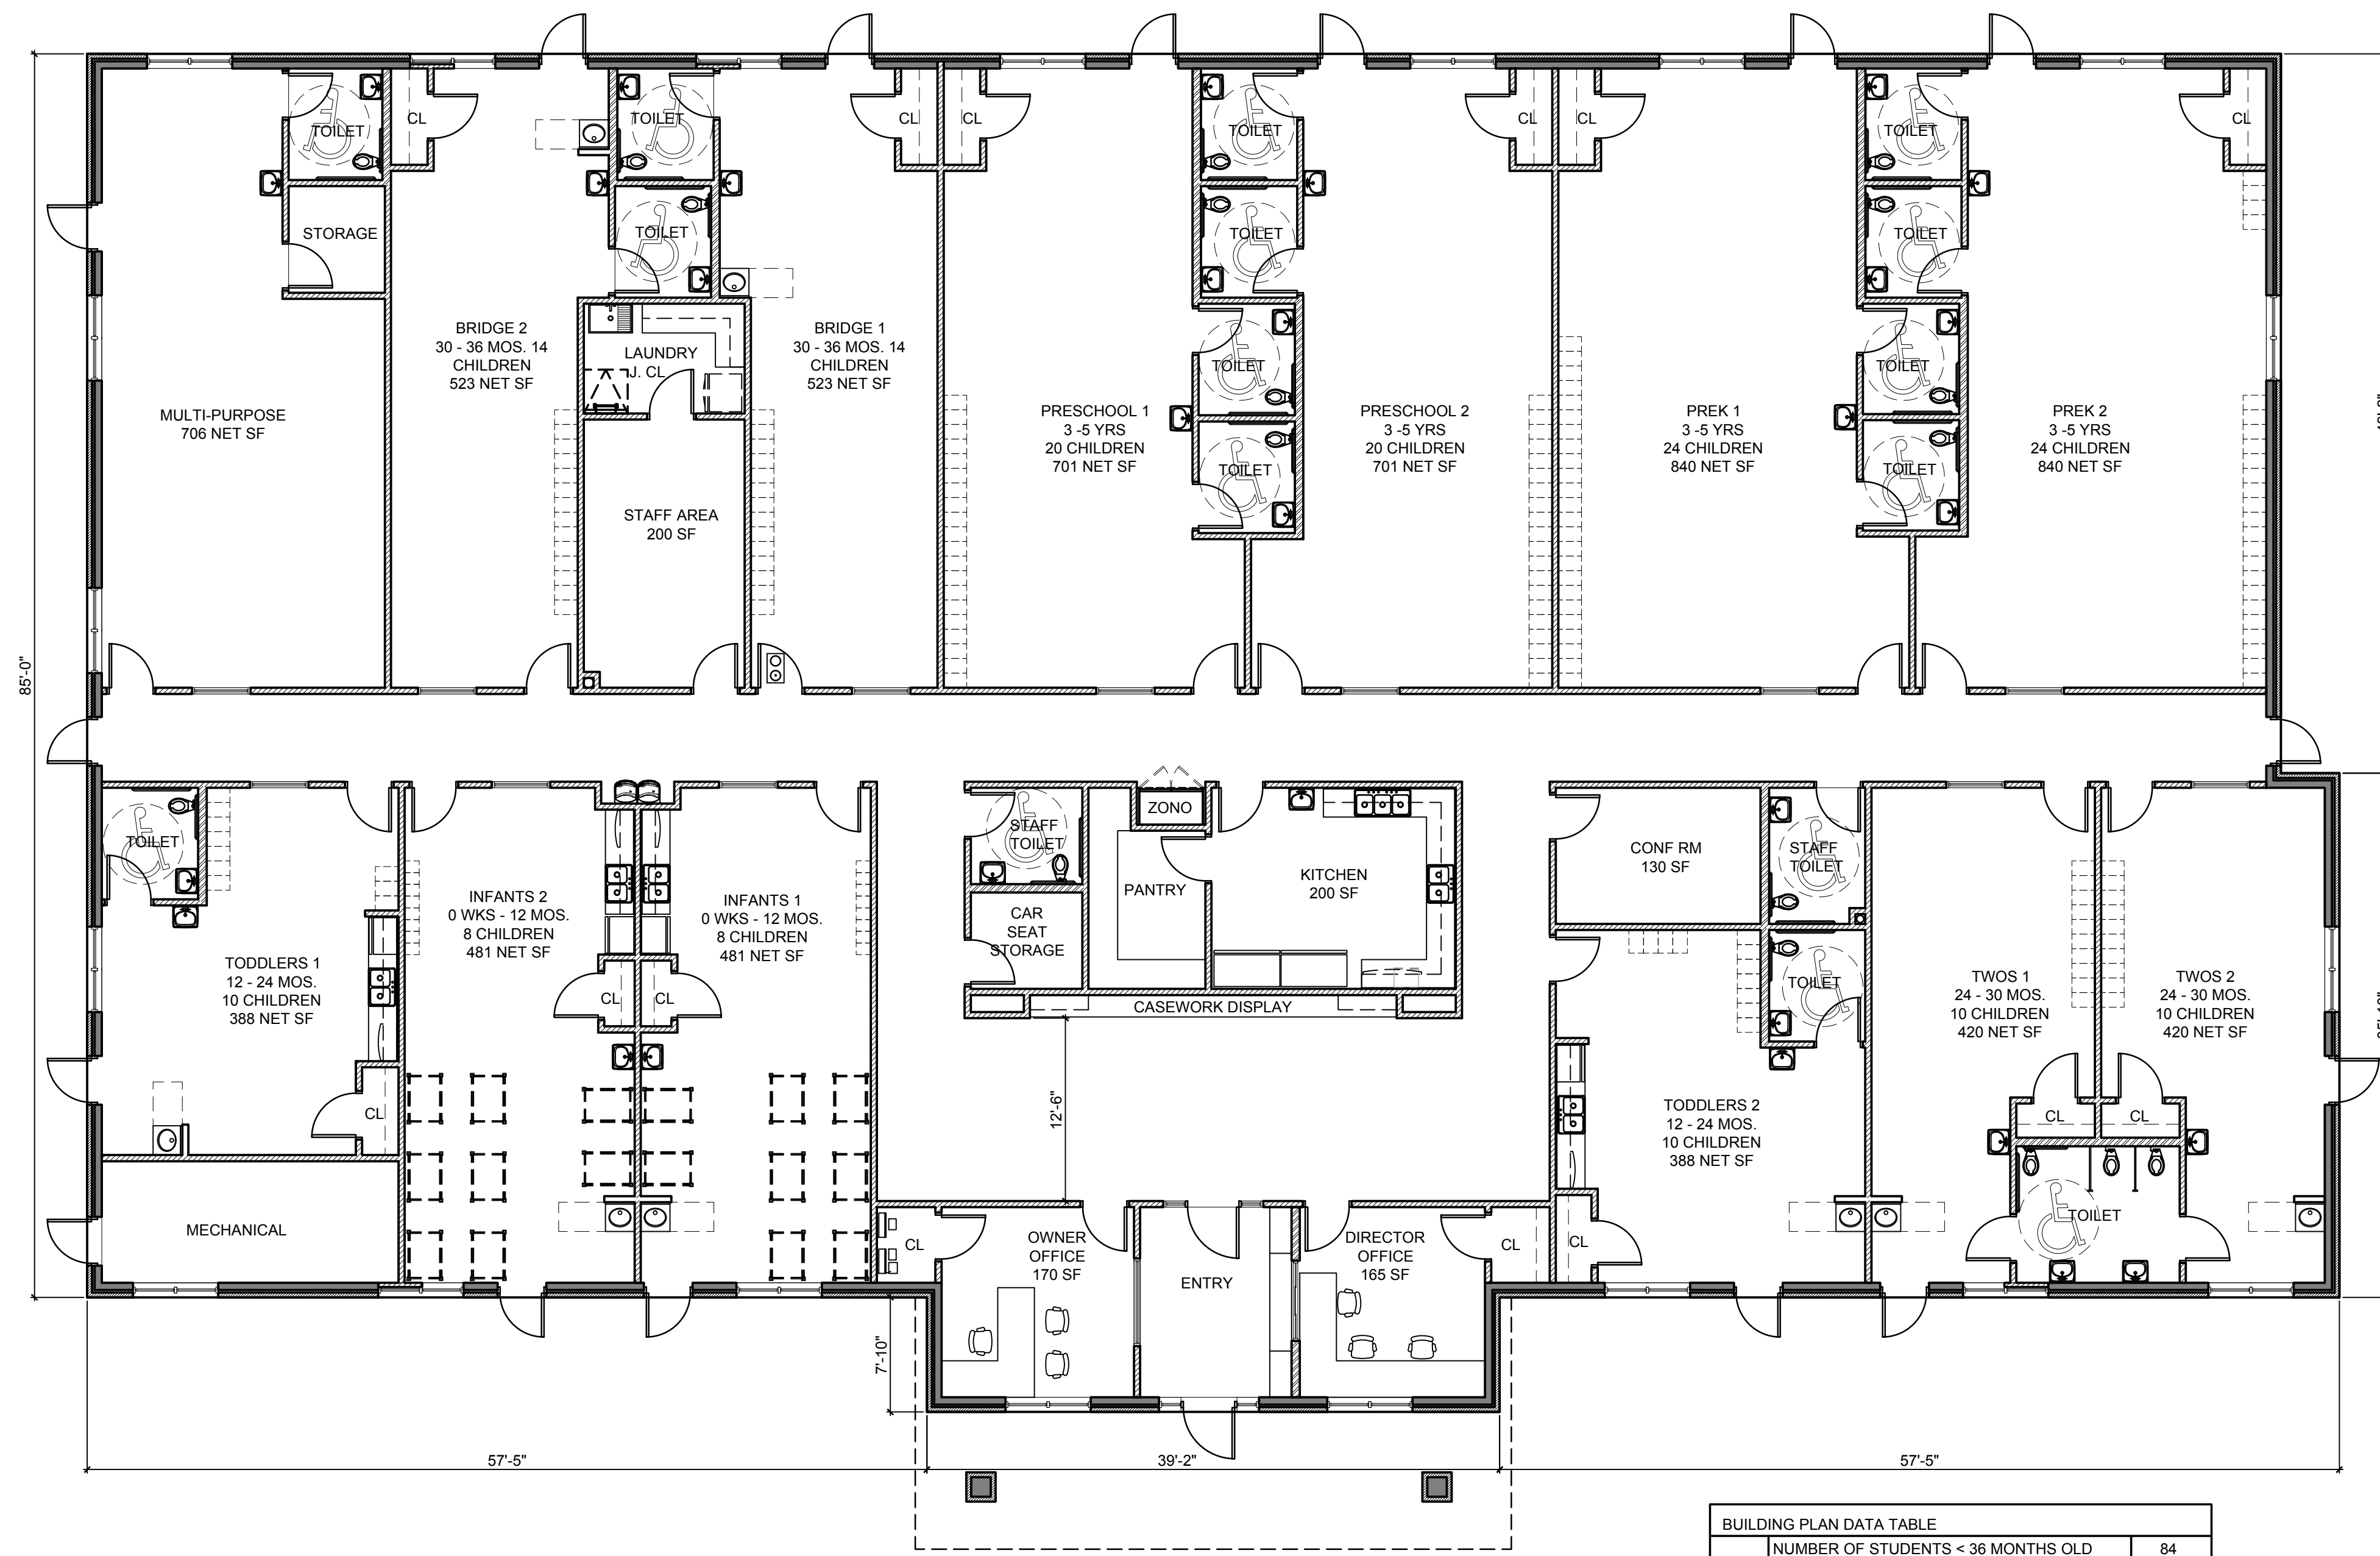 TOILET
CL
TOILET
CL
CL
TOILET
CL
CL
TOILET
CL
STORAGE
TOILET
TOILET
TOILET
BRIDGE 2
30 - 36 MOS. 14
CHILDREN
523 NET SF
LAUNDRY
J. CL
BRIDGE 1
30 - 36 MOS. 14
CHILDREN
523 NET SF
TOILET
TOILET
MULTI-PURPOSE
706 NET SF
PRESCHOOL 1
3 -5 YRS
20 CHILDREN
701 NET SF
TOILET
PRESCHOOL 2
3 -5 YRS
20 CHILDREN
701 NET SF
PREK 1
3 -5 YRS
24 CHILDREN
840 NET SF
TOILET
PREK 2
3 -5 YRS
24 CHILDREN
840 NET SF
STAFF AREA
200 SF
85'-0"
TOILET
STAFF
TOILET
ZONO
PANTRY
KITCHEN
200 SF
CONF RM
130 SF
STAFF
TOILET
INFANTS 2
0 WKS - 12 MOS.
8 CHILDREN
481 NET SF
INFANTS 1
0 WKS - 12 MOS.
8 CHILDREN
481 NET SF
CAR
SEAT
STORAGE
TODDLERS 1
12 - 24 MOS.
10 CHILDREN
388 NET SF
CL
CL
CASEWORK DISPLAY
TOILET
TWOS 1
24 - 30 MOS.
10 CHILDREN
420 NET SF
TWOS 2
24 - 30 MOS.
10 CHILDREN
420 NET SF
CL
12'-6"
TODDLERS 2
12 - 24 MOS.
10 CHILDREN
388 NET SF
CL
CL
MECHANICAL
CL
OWNER
OFFICE
170 SF
ENTRY
DIRECTOR
OFFICE
165 SF
CL
CL
TOILET
7'-10"
57'-5"
39'-2"
57'-5"
BUILDING PLAN DATA TABLE
NUMBER OF STUDENTS < 36 MONTHS OLD 84